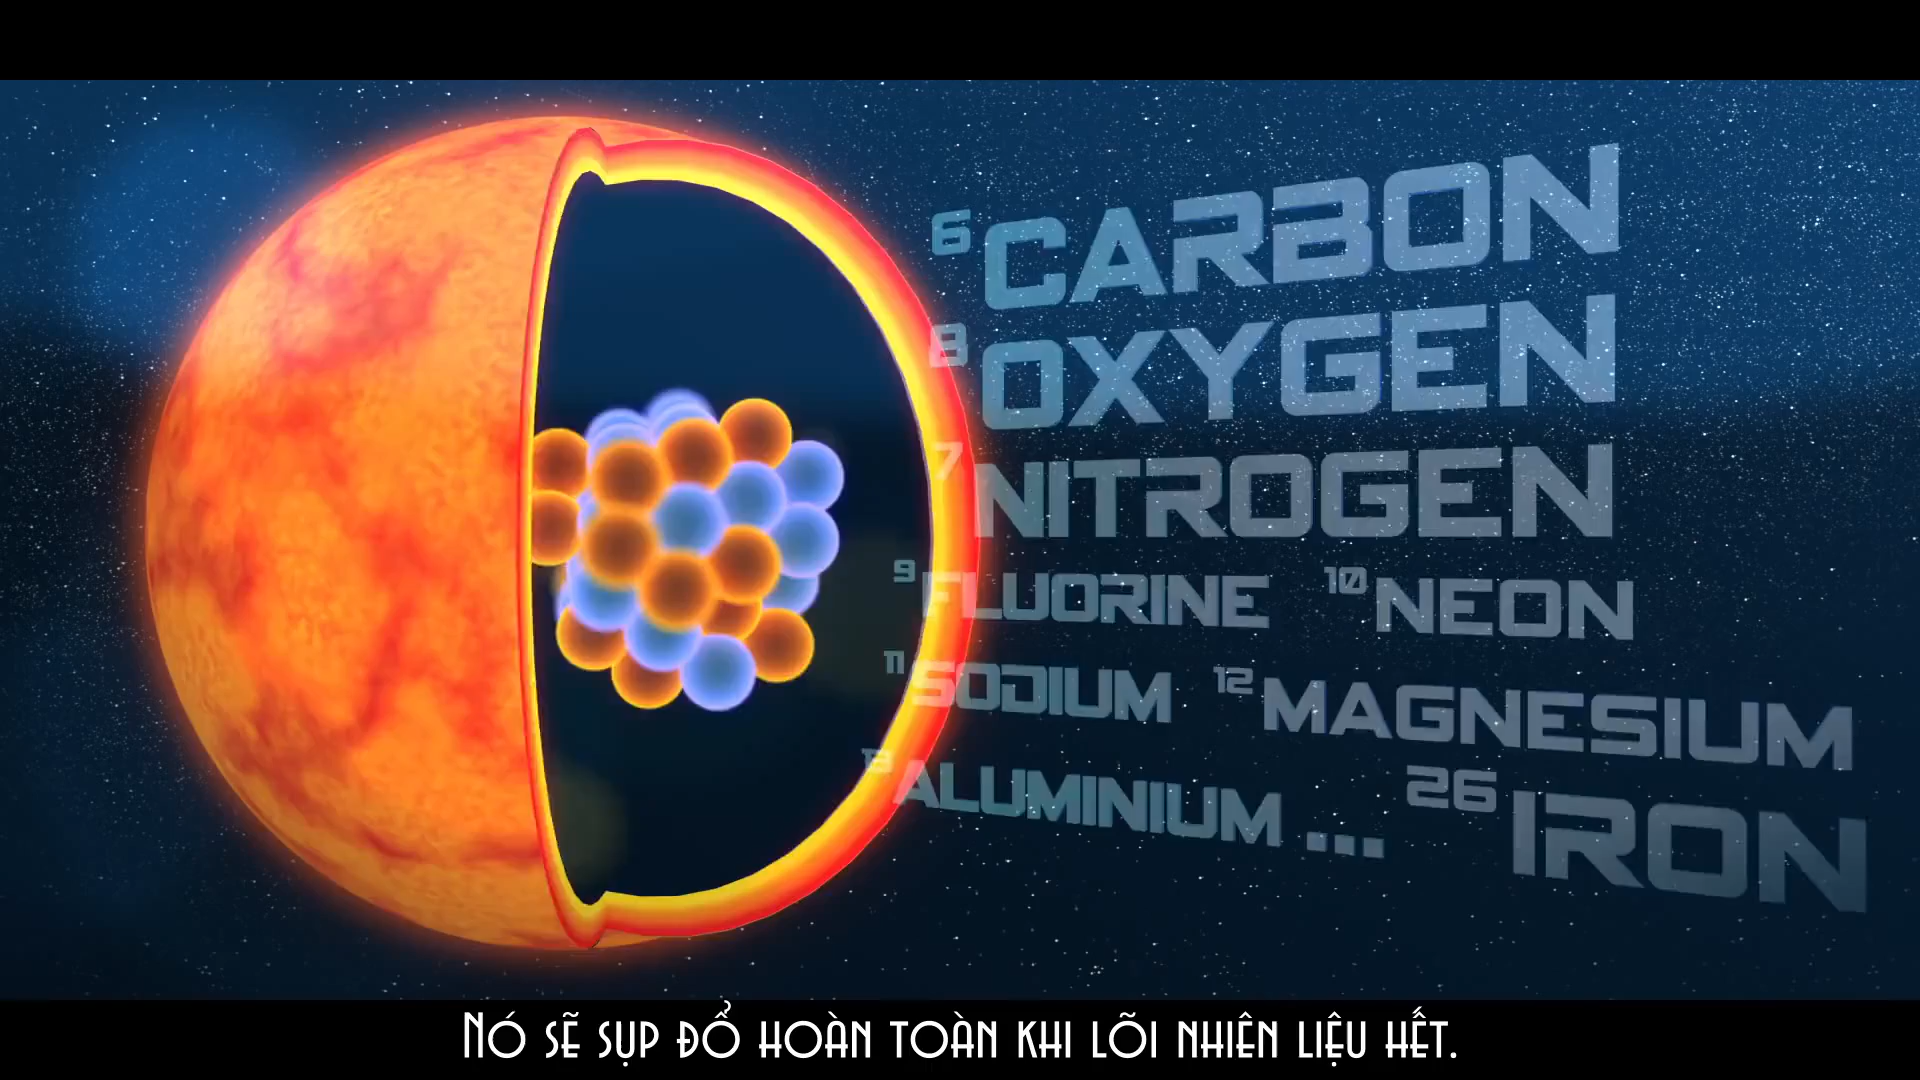 6 CARBON
8 OXYGEN
7 NITROGEN
9 FLUORINE 10 NEON
11 SODIUM 12 MAGNESIUM
13 ALUMINIUM ... 26 IRON
NÓ SẼ SỤP ĐỔ HOÀN TOÀN KHI LÕI NHIÊN LIỆU HẾT.